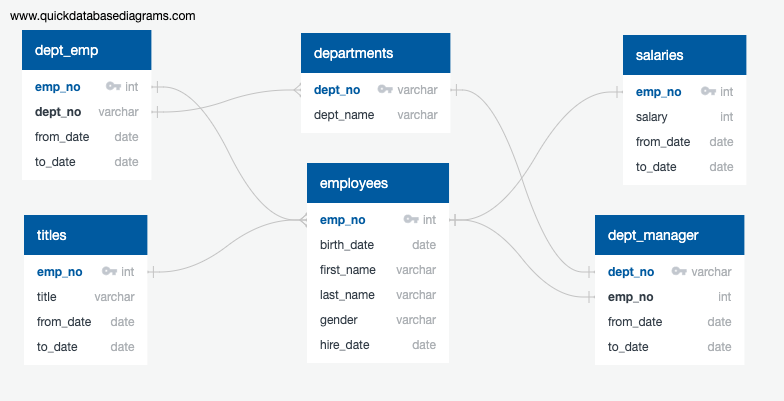 www.quickdatabasediagrams.com
dept_emp
emp_no int
dept_no varchar
from_date date
to_date date
departments
dept_no varchar
dept_name varchar
salaries
emp_no int
salary int
from_date date
to_date date
titles
emp_no int
title varchar
from_date date
to_date date
employees
emp_no int
birth_date date
first_name varchar
last_name varchar
gender varchar
hire_date date
dept_manager
dept_no varchar
emp_no int
from_date date
to_date date